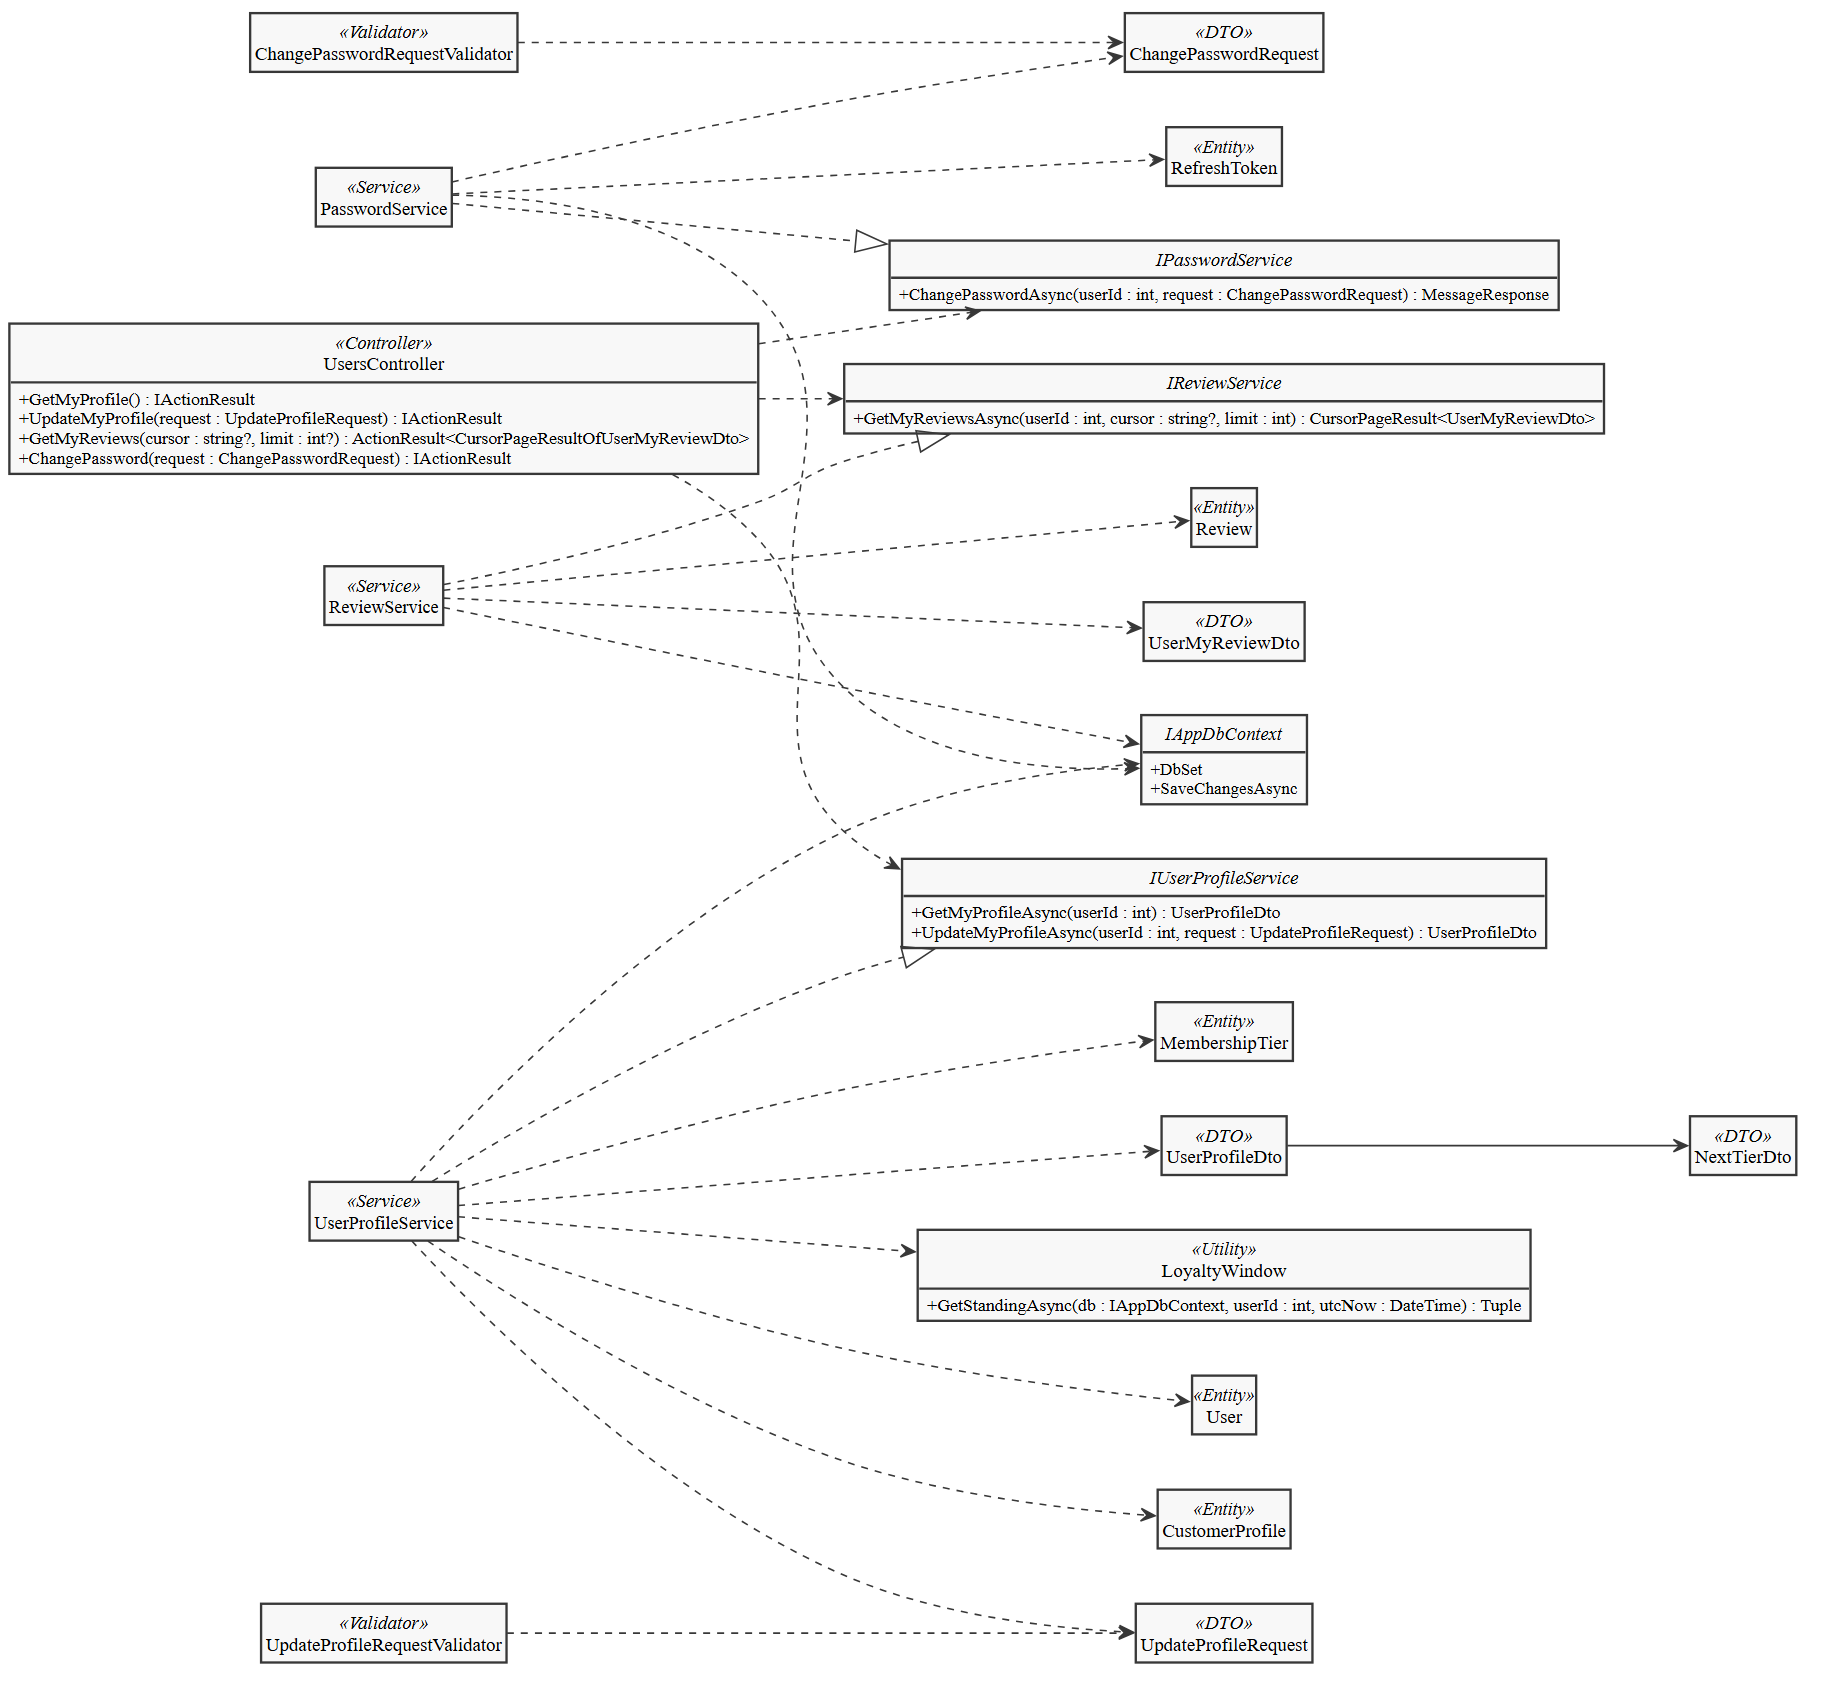 «Validator»
ChangePasswordRequestValidator
«DTO»
ChangePasswordRequest
«Entity»
RefreshToken
«Service»
PasswordService
IPasswordService
+ChangePasswordAsync(userId : int, request : ChangePasswordRequest) : MessageResponse
«Controller»
UsersController
+GetMyProfile() : IActionResult
+UpdateMyProfile(request : UpdateProfileRequest) : IActionResult
+GetMyReviews(cursor : string?, limit : int?) : ActionResult<CursorPageResultOfUserMyReviewDto>
+ChangePassword(request : ChangePasswordRequest) : IActionResult
IReviewService
+GetMyReviewsAsync(userId : int, cursor : string?, limit : int) : CursorPageResult<UserMyReviewDto>
«Entity»
Review
«Service»
ReviewService
«DTO»
UserMyReviewDto
IAppDbContext
+DbSet
+SaveChangesAsync
IUserProfileService
+GetMyProfileAsync(userId : int) : UserProfileDto
+UpdateMyProfileAsync(userId : int, request : UpdateProfileRequest) : UserProfileDto
«Entity»
MembershipTier
«DTO»
UserProfileDto
«DTO»
NextTierDto
«Service»
UserProfileService
«Utility»
LoyaltyWindow
+GetStandingAsync(db : IAppDbContext, userId : int, utcNow : DateTime) : Tuple
«Entity»
User
«Entity»
CustomerProfile
«Validator»
UpdateProfileRequestValidator
«DTO»
UpdateProfileRequest